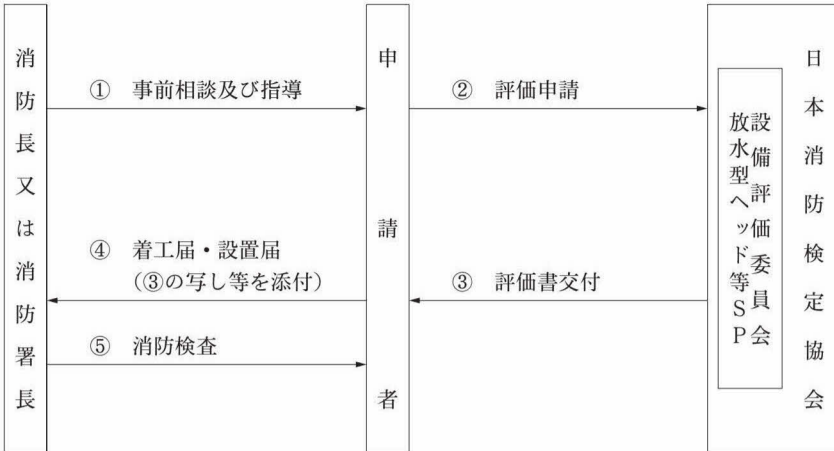 消防長又は消防署長
① 事前相談及び指導
④ 着工届・設置届
（③の写し等を添付）
⑤ 消防検査
申請者
② 評価申請
③ 評価書交付
放水型ヘッド等SP
設備評価委員会
日本消防検定協会